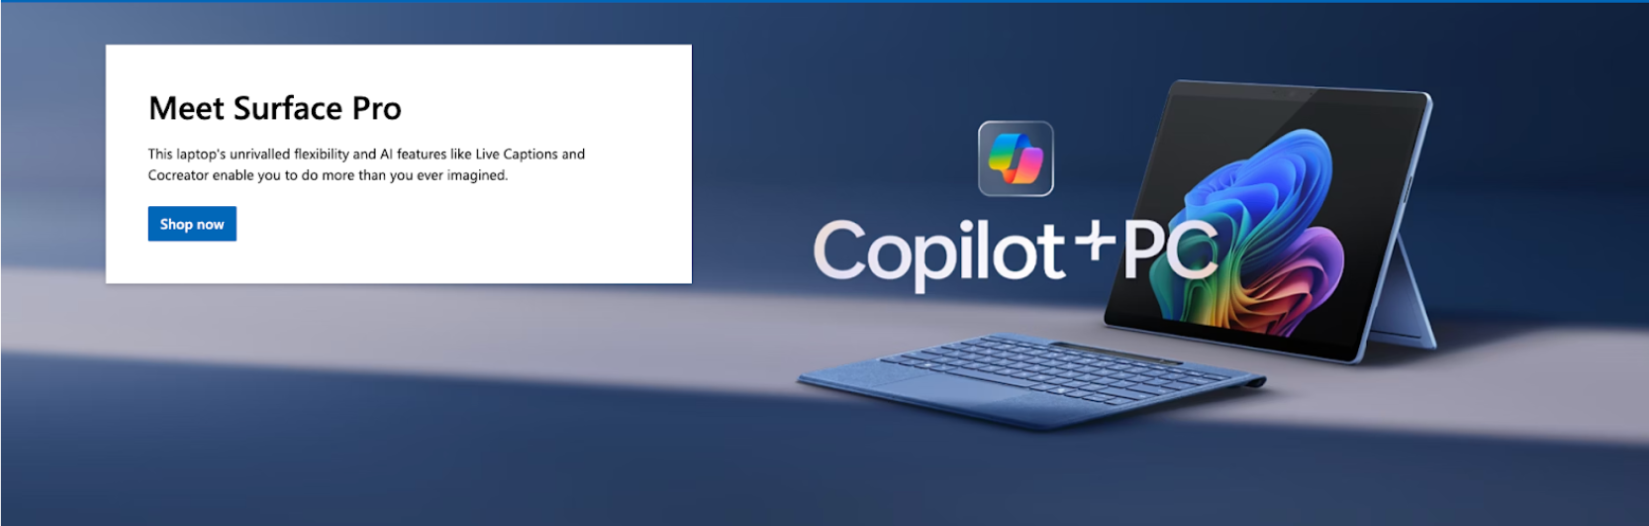 Meet Surface Pro
This laptop's unrivalled flexibility and AI features like Live Captions and
Cocreator enable you to do more than you ever imagined.
Shop now
Copilot+PC